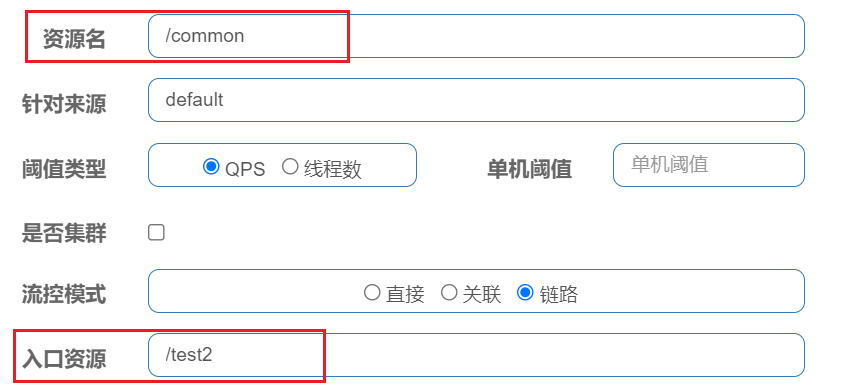 资源名 /common
针对来源 default
阈值类型 QPS 线程数 单机阈值 单机阈值
是否集群
流控模式 直接 关联 链路
入口资源 /test2